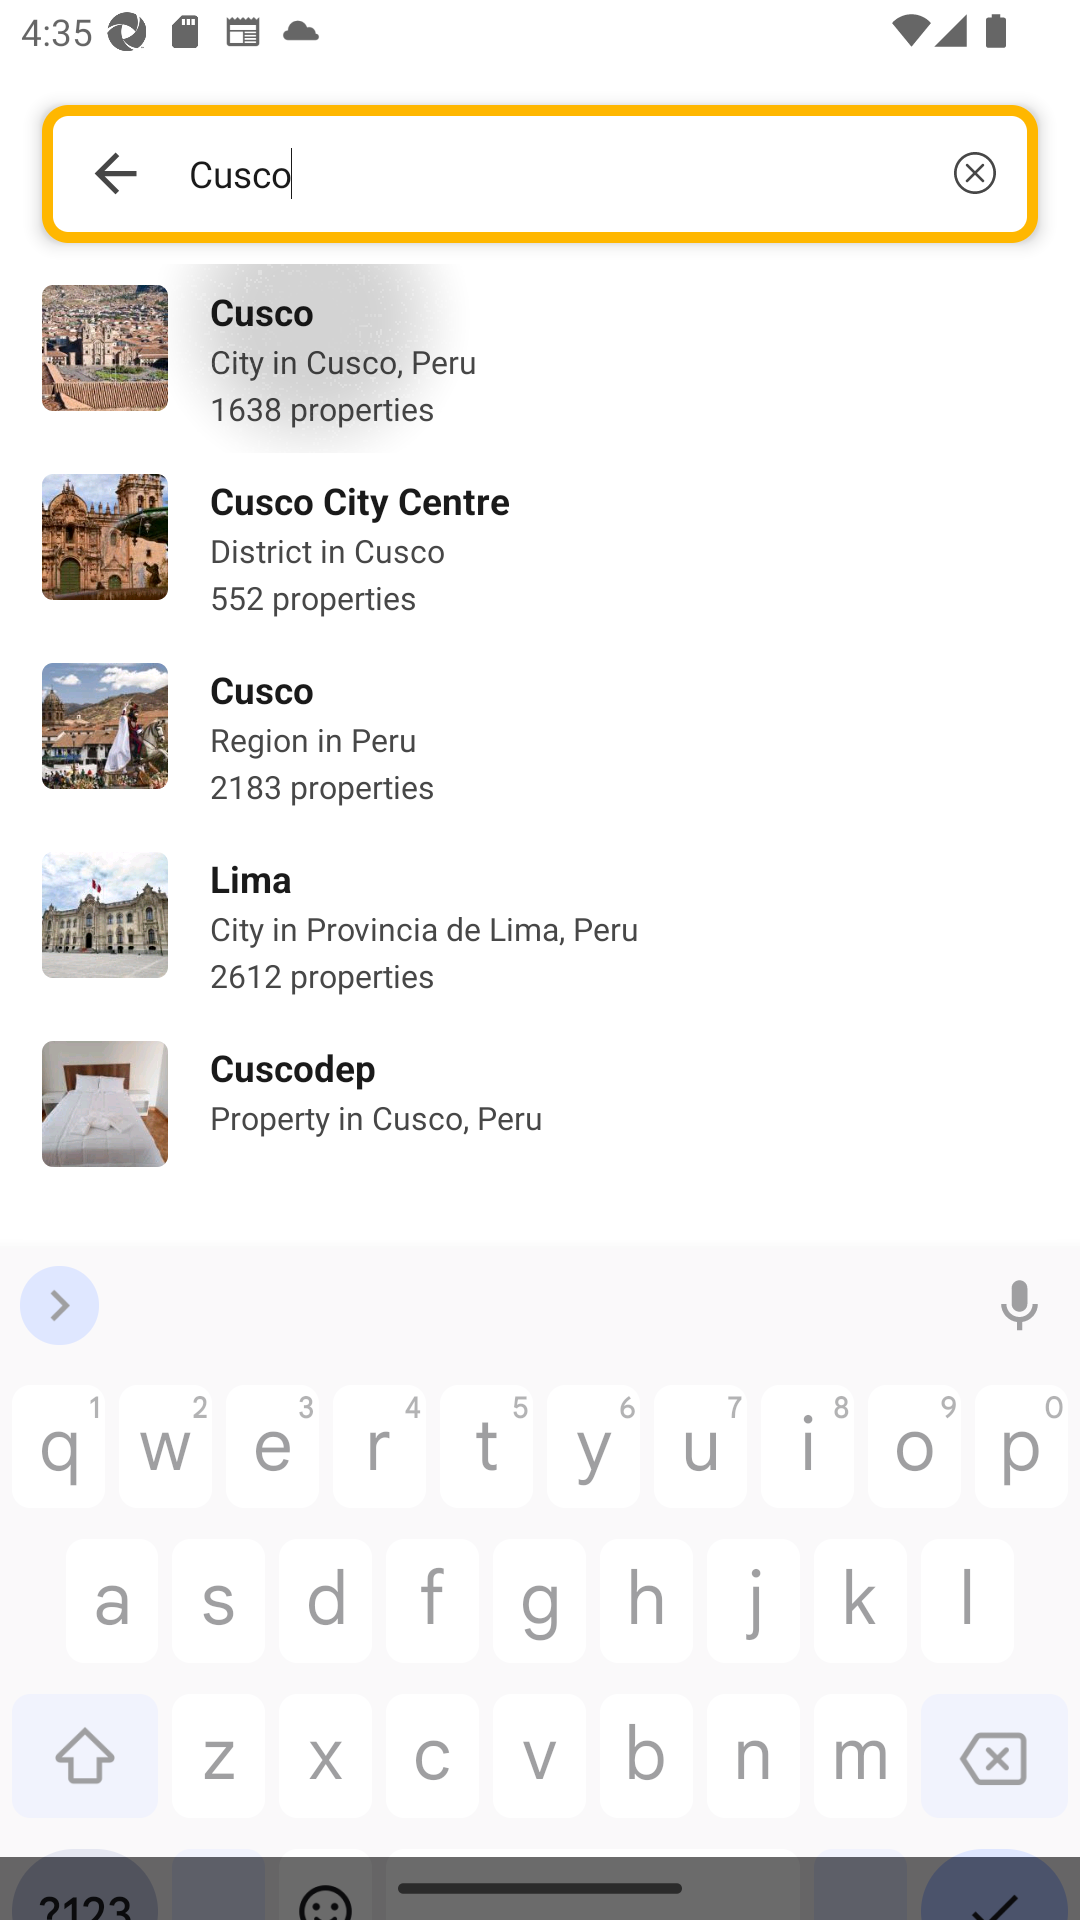 4:35
Cusco
Cusco
City in Cusco, Peru
1638 properties
Cusco City Centre
District in Cusco
552 properties
Cusco
Region in Peru
2183 properties
Lima
City in Provincia de Lima, Peru
2612 properties
Cuscodep
Property in Cusco, Peru
1 2 3 4 5 6 7 8 9 0
q w e r t y u i o p
a s d f g h j k l
z x c v b n m
?123